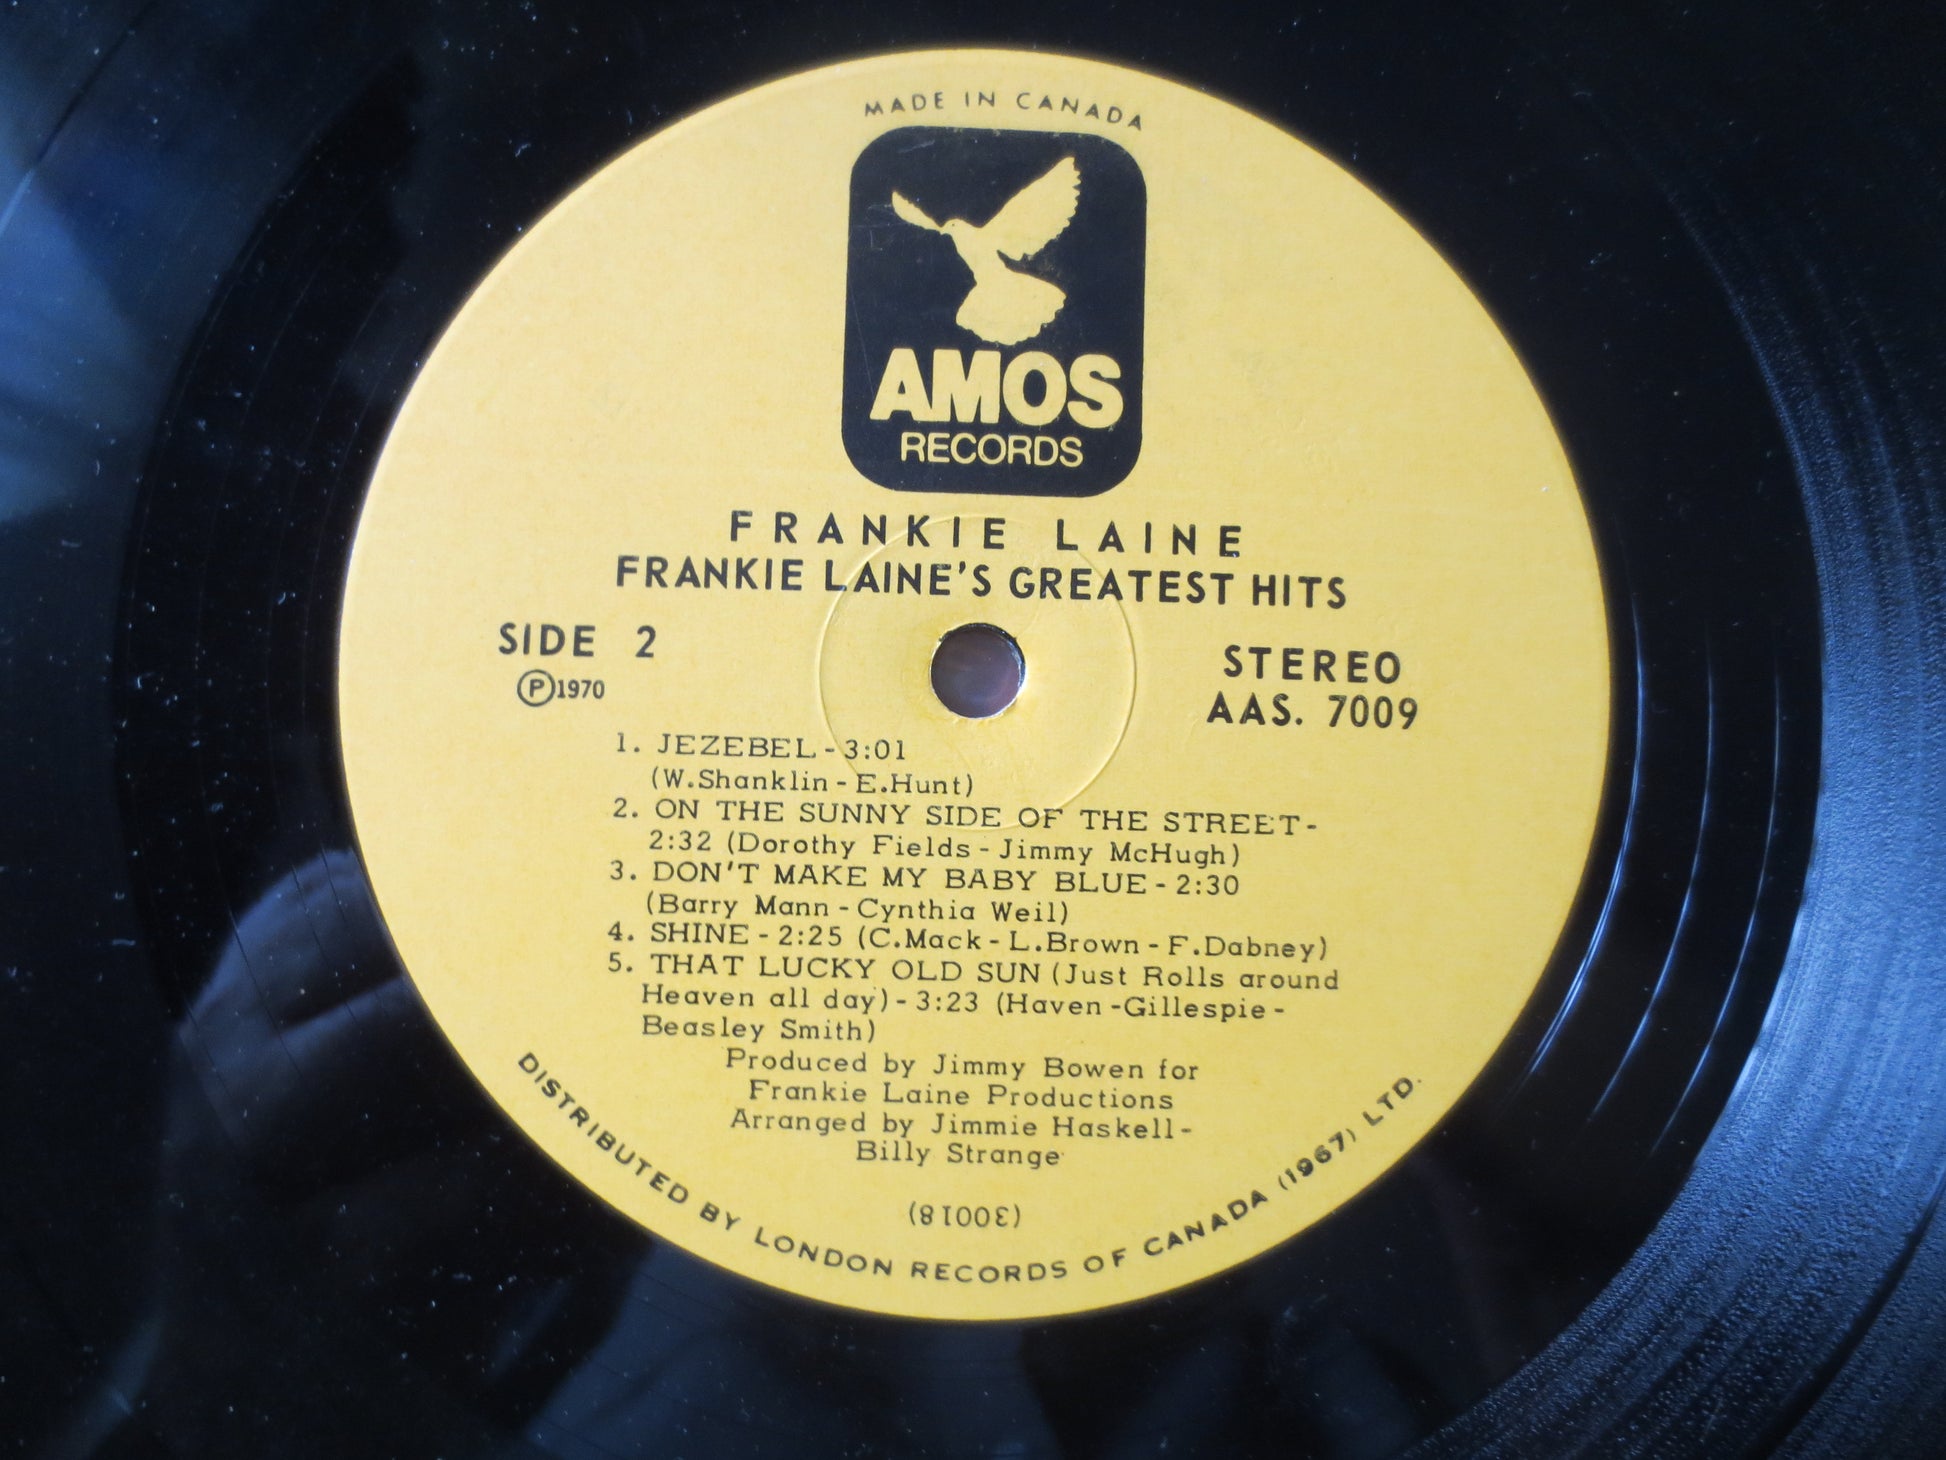 MADE IN CANADA
AMOS
RECORDS
FRANKIE LAINE
FRANKIE LAINE'S GREATEST HITS
SIDE 2
Ⓟ1970
STEREO
AAS. 7009
1. JEZEBEL - 3:01
(W.Shanklin - E.Hunt)
2. ON THE SUNNY SIDE OF THE STREET -
2:32 (Dorothy Fields - Jimmy McHugh)
3. DON'T MAKE MY BABY BLUE - 2:30
(Barry Mann - Cynthia Weil)
4. SHINE - 2:25 (C.Mack - L.Brown - F.Dabney)
5. THAT LUCKY OLD SUN (Just Rolls around
Heaven all day) - 3:23 (Haven -Gillespie -
Beasley Smith)
Produced by Jimmy Bowen for
Frankie Laine Productions
Arranged by Jimmie Haskell -
Billy Strange
(30018)
DISTRIBUTED BY LONDON RECORDS OF CANADA (1967) LTD.